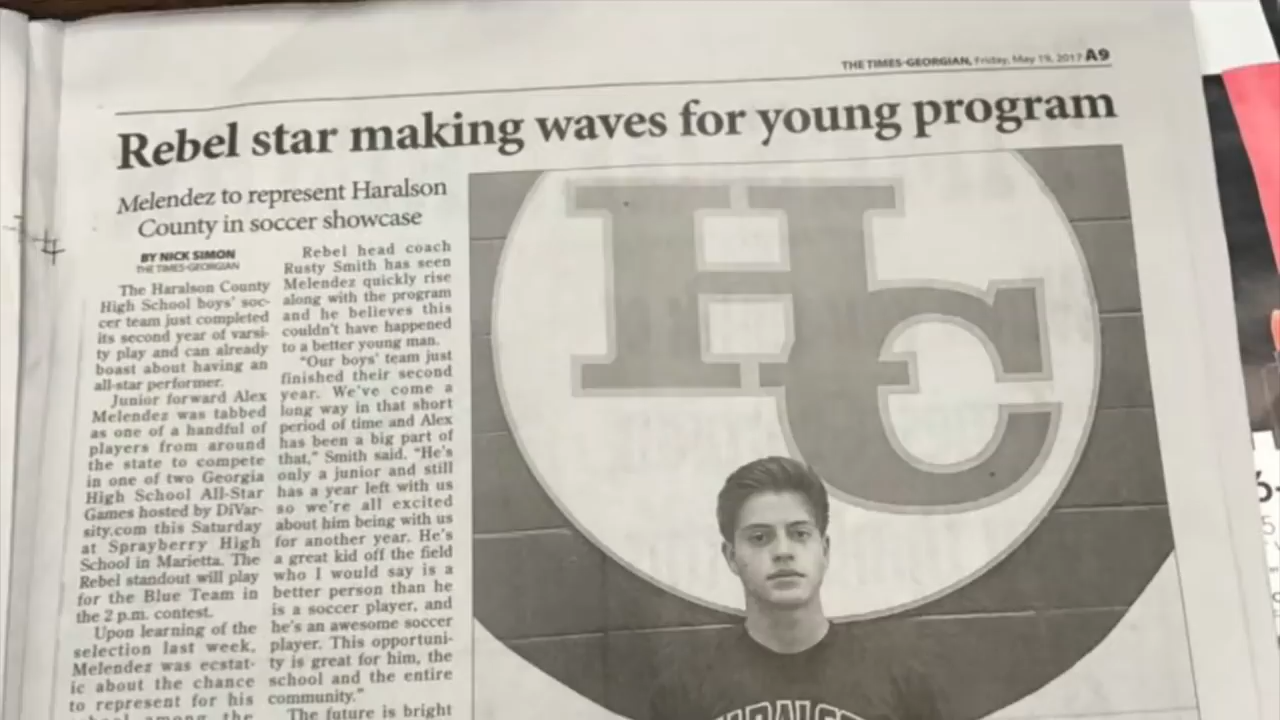 THE TIMES-GEORGIAN, Friday, May 19, 2017 A9
Rebel star making waves for young program
Melendez to represent Haralson
County in soccer showcase
BY NICK SIMON
THE TIMES-GEORGIAN
The Haralson County
High School boys' soc-
cer team just completed
its second year of varsi-
ty play and can already
boast about having an
all-star performer.
Junior forward Alex
Melendez was tabbed
as one of a handful of
players from around
the state to compete
in one of two Georgia
High School All-Star
Games hosted by DiVar-
sity.com this Saturday
at Sprayberry High
School in Marietta. The
Rebel standout will play
for the Blue Team in
the 2 p.m. contest.
Upon learning of the
selection last week,
Melendez was ecstat-
ic about the chance
to represent for his
school among the
Rebel head coach
Rusty Smith has seen
Melendez quickly rise
along with the program
and he believes this
couldn't have happened
to a better young man.
"Our boys' team just
finished their second
year. We've come a
long way in that short
period of time and Alex
has been a big part of
that," Smith said. "He's
only a junior and still
has a year left with us
so we're all excited
about him being with us
for another year. He's
a great kid off the field
who I would say is a
better person than he
is a soccer player, and
he's an awesome soccer
player. This opportuni-
ty is great for him, the
school and the entire
community."
The future is bright
HC
HARALSO